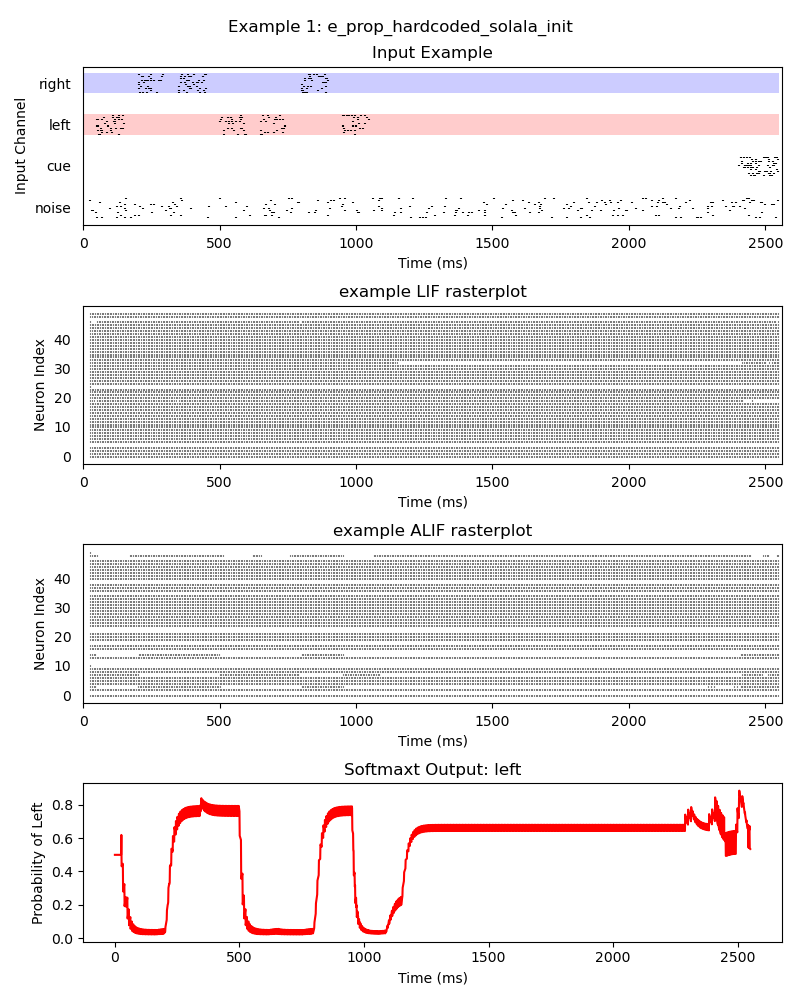 Example 1: e_prop_hardcoded_solala_init
Input Example
Input Channel
right
left
cue
noise
0 500 1000 1500 2000 2500
Time (ms)
example LIF rasterplot
Neuron Index
40
30
20
10
0
0 500 1000 1500 2000 2500
Time (ms)
example ALIF rasterplot
Neuron Index
40
30
20
10
0
0 500 1000 1500 2000 2500
Time (ms)
Softmaxt Output: left
Probability of Left
0.8
0.6
0.4
0.2
0.0
0 500 1000 1500 2000 2500
Time (ms)